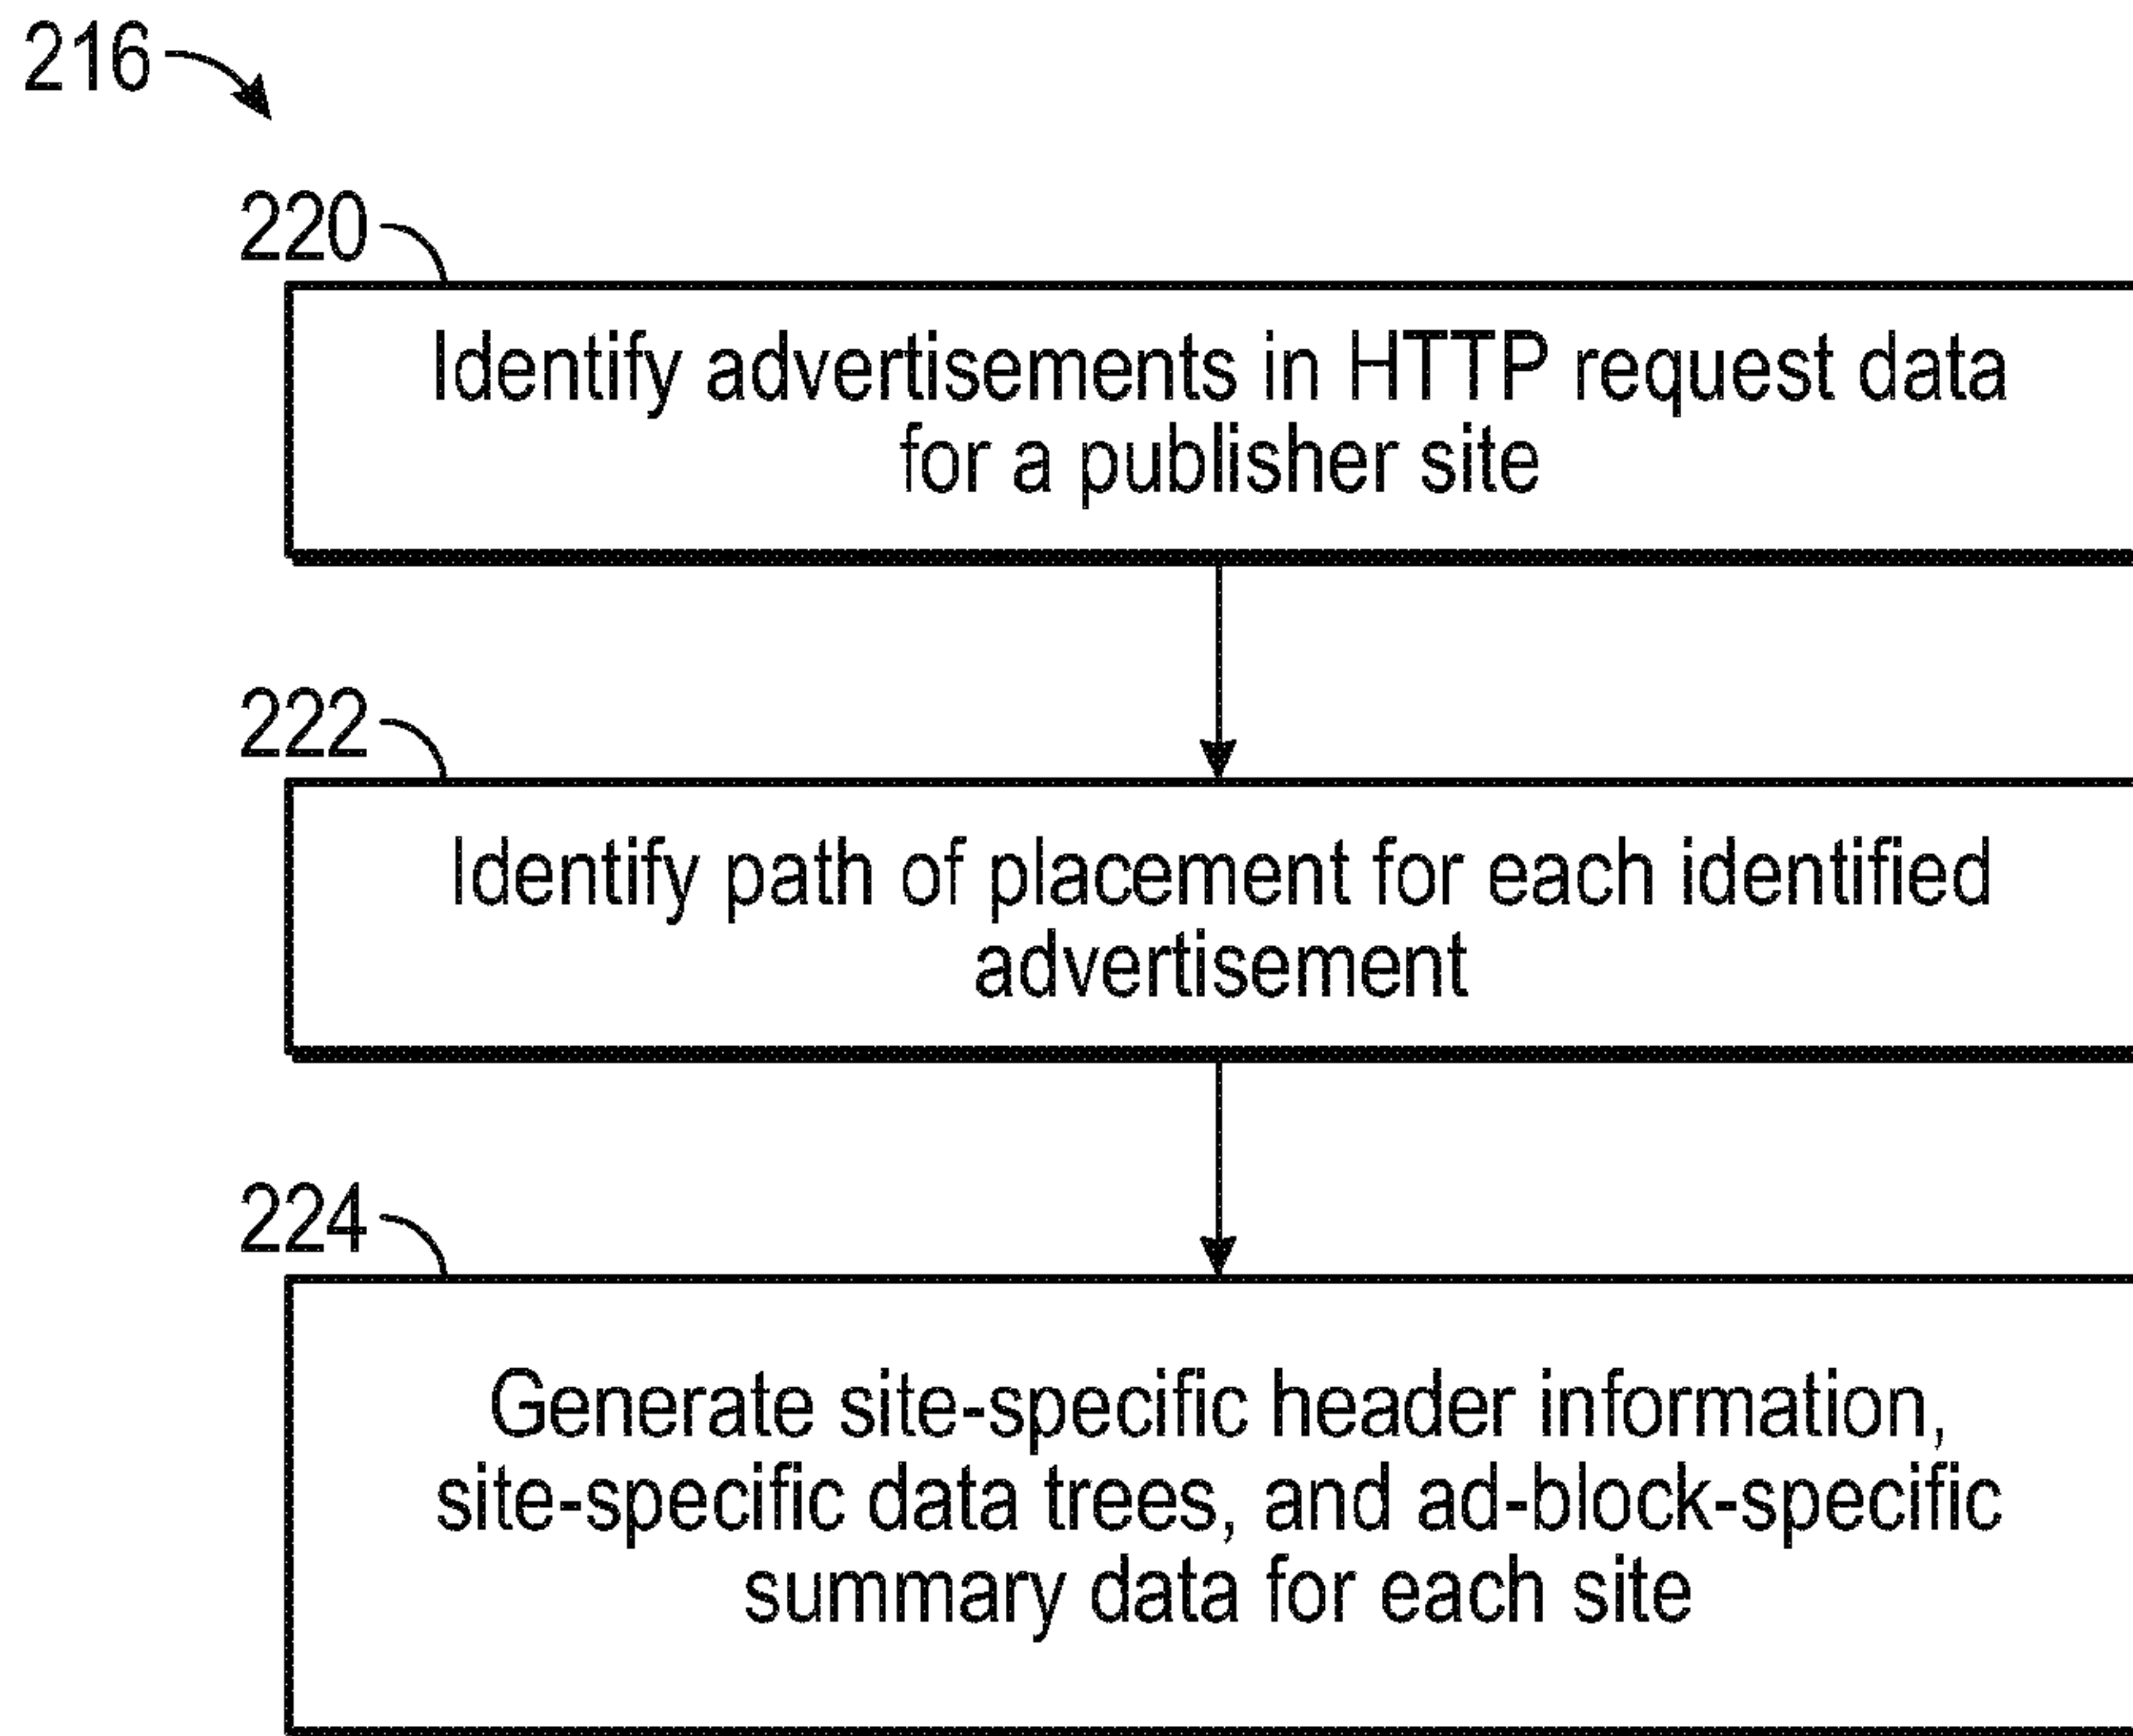 216
220
Identify advertisements in HTTP request data
for a publisher site
222
Identify path of placement for each identified
advertisement
224
Generate site-specific header information,
site-specific data trees, and ad-block-specific
summary data for each site